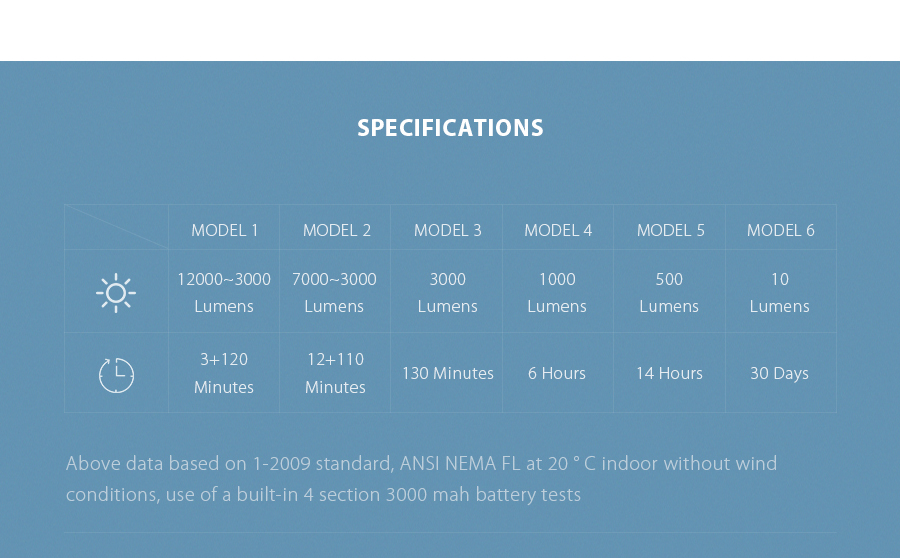 SPECIFICATIONS
MODEL 1 MODEL 2 MODEL 3 MODEL 4 MODEL 5 MODEL 6
12000~3000 7000~3000 3000 1000 500 10
Lumens Lumens Lumens Lumens Lumens Lumens
3+120 12+110
130 Minutes 6 Hours 14 Hours 30 Days
Minutes Minutes
Above data based on 1-2009 standard, ANSI NEMA FL at 20 ° C indoor without wind
conditions, use of a built-in 4 section 3000 mah battery tests